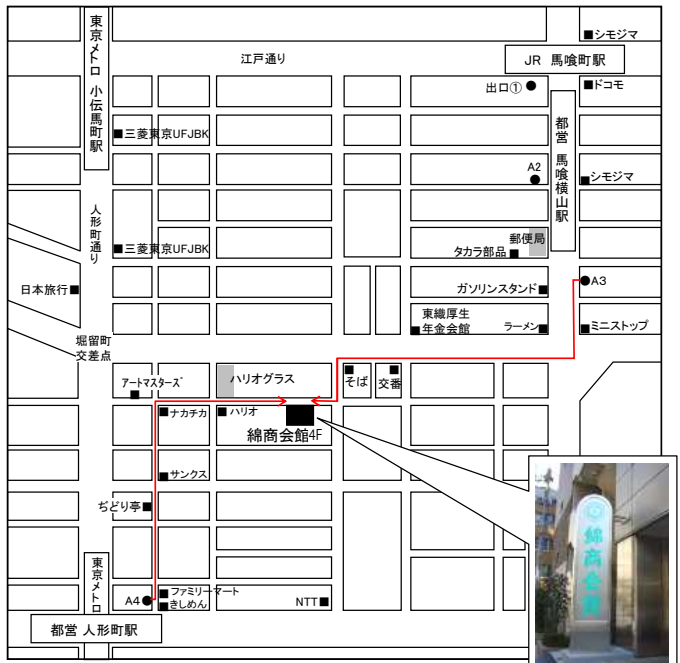 東京メトロ 小伝馬町駅
江戸通り
■シモジマ
JR 馬喰町駅
出口①●
■ドコモ
都営 馬喰横山駅
■三菱東京UFJBK
A2
●
■シモジマ
人形町通り
■三菱東京UFJBK
郵便局
タカラ部品■
日本旅行■
ガソリンスタンド■
●A3
東織厚生
■年金会館
ラーメン■
■ミニストップ
堀留町
交差点
アートマスターズ
■
ハリオグラス
■
そば
■
交番
■ナカチカ
■ハリオ
綿商会館4F
■サンクス
ぢどり亭■
綿商会館
東京メトロ
A4●
■ファミリーマート
■きしめん
NTT■
都営 人形町駅